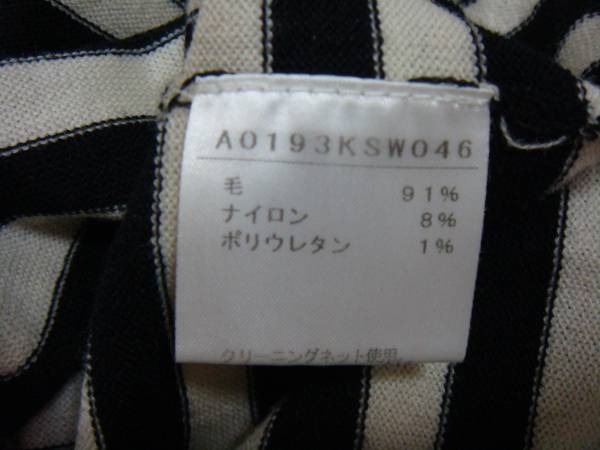 A0193KSW046
毛 91%
ナイロン 8%
ポリウレタン 1%
クリーニングネット使用。